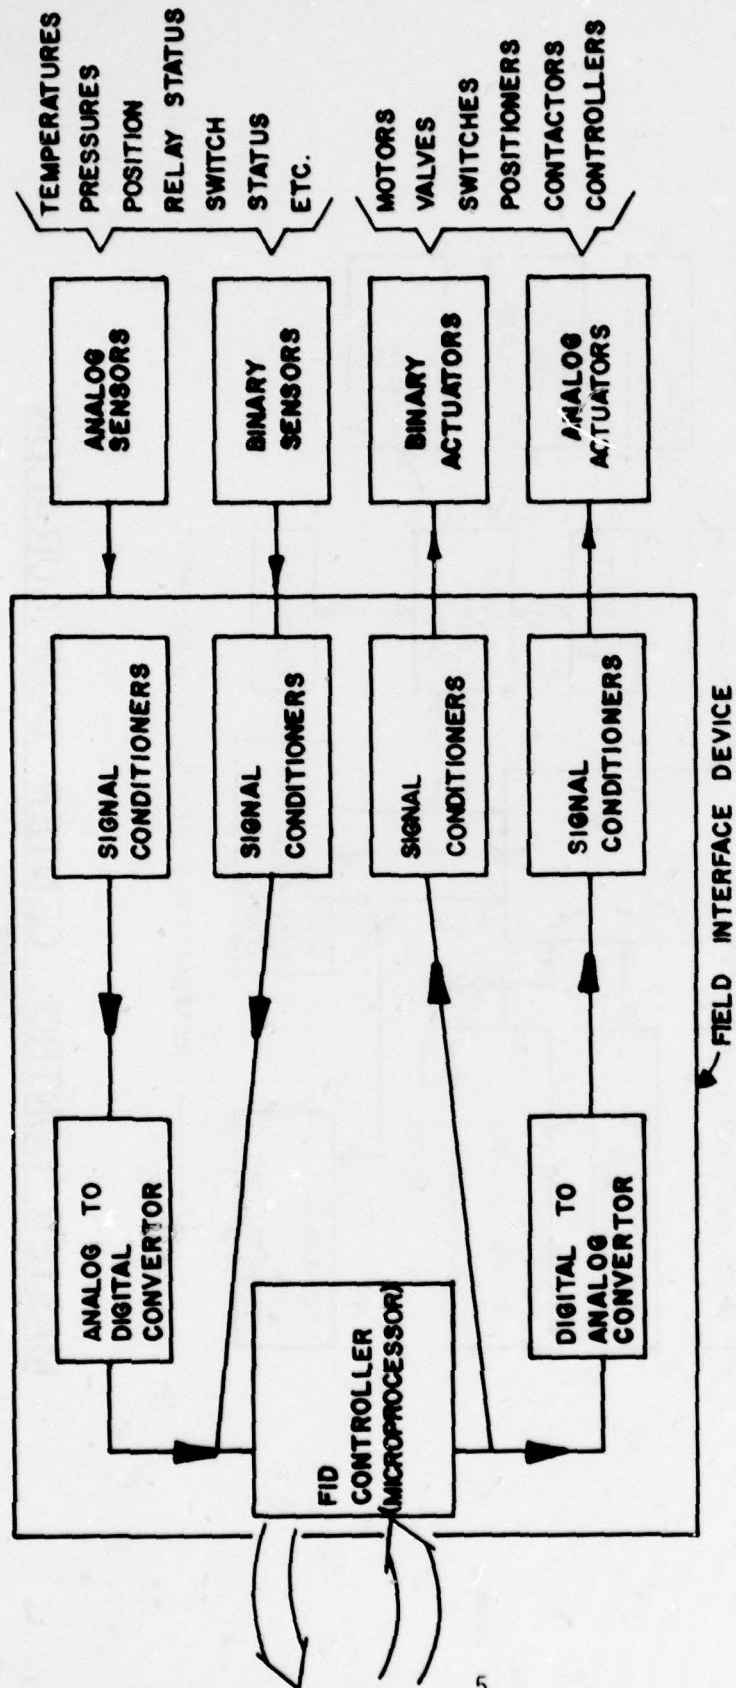 TEMPERATURES
PRESSURES
POSITION
RELAY STATUS
SWITCH
STATUS
ETC.
MOTORS
VALVES
SWITCHES
POSITIONERS
CONTACTORS
CONTROLLERS
ANALOG
SENSORS
BINARY
SENSORS
BINARY
ACTUATORS
ANALOG
ACTUATORS
SIGNAL
CONDITIONERS
SIGNAL
CONDITIONERS
SIGNAL
CONDITIONERS
SIGNAL
CONDITIONERS
ANALOG TO
DIGITAL
CONVERTOR
FID
CONTROLLER
(MICROPROCESSOR)
DIGITAL TO
ANALOG
CONVERTOR
FIELD INTERFACE DEVICE
5